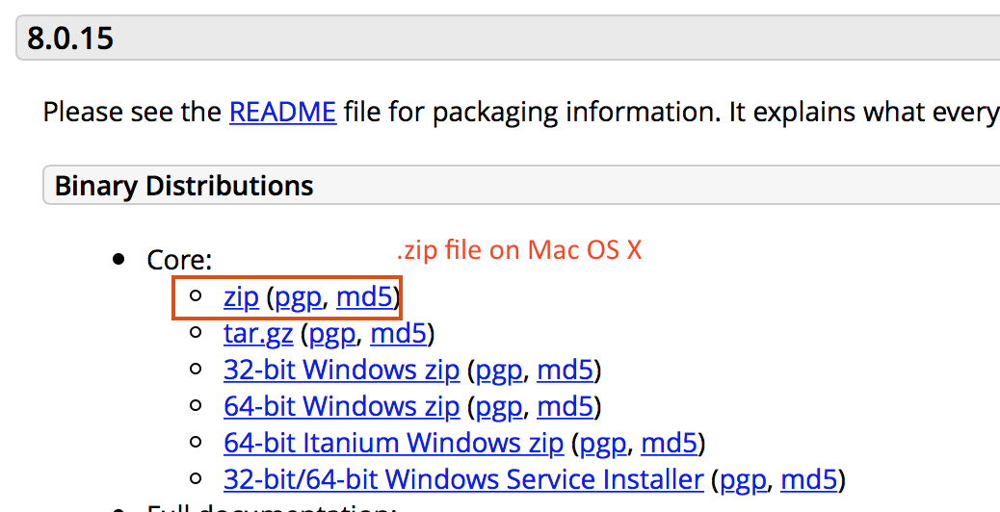 8.0.15
Please see the README file for packaging information. It explains what every
Binary Distributions
Core:
.zip file on Mac OS X
zip (pgp, md5)
tar.gz (pgp, md5)
32-bit Windows zip (pgp, md5)
64-bit Windows zip (pgp, md5)
64-bit Itanium Windows zip (pgp, md5)
32-bit/64-bit Windows Service Installer (pgp, md5)
Full documentation: